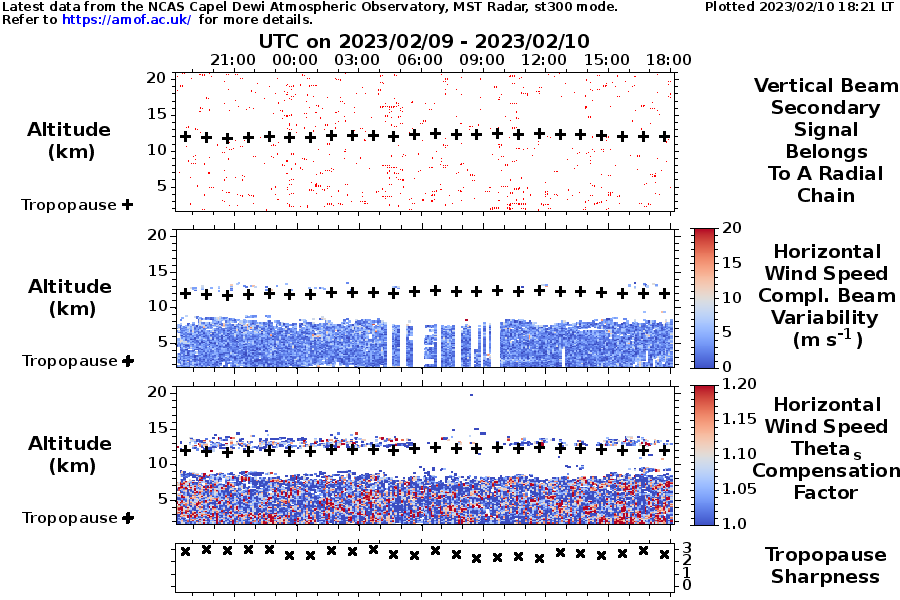 Latest data from the NCAS Capel Dewi Atmospheric Observatory, MST Radar, st300 mode.
Plotted 2023/02/10 18:21 LT
Refer to https://amof.ac.uk/ for more details.
UTC on 2023/02/09 - 2023/02/10
21:00 00:00 03:00 06:00 09:00 12:00 15:00 18:00
20
15
10
5
Altitude
(km)
Tropopause +
Vertical Beam
Secondary
Signal
Belongs
To A Radial
Chain
20
15
10
5
Altitude
(km)
Tropopause +
20
15
10
5
0
Horizontal
Wind Speed
Compl. Beam
Variability
(m s-1)
20
15
10
5
Altitude
(km)
Tropopause +
1.20
1.15
1.10
1.05
1.0
Horizontal
Wind Speed
Theta s
Compensation
Factor
3
2
1
0
Tropopause
Sharpness